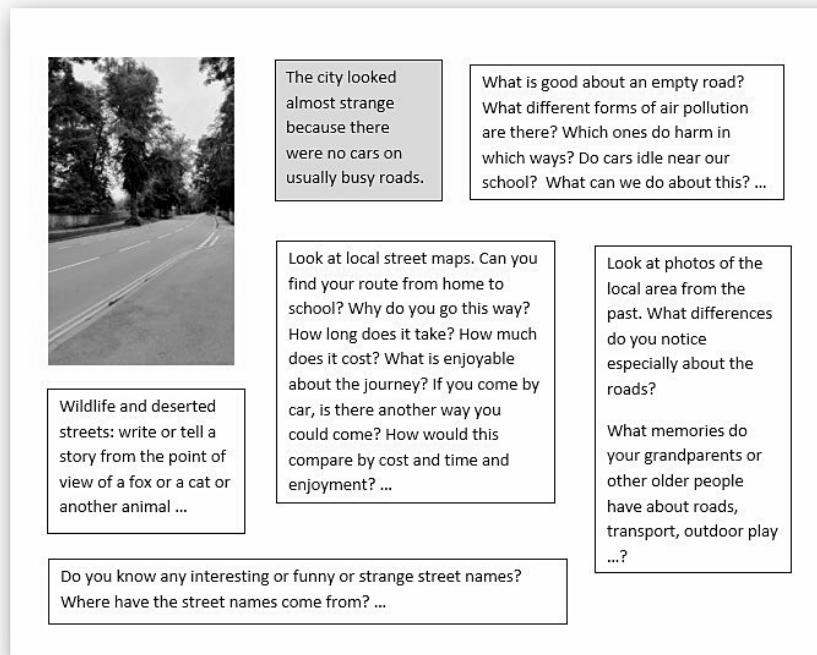 The city looked
almost strange
because there
were no cars on
usually busy roads.
What is good about an empty road?
What different forms of air pollution
are there? Which ones do harm in
which ways? Do cars idle near our
school?  What can we do about this? ...
Look at local street maps. Can you
find your route from home to
school? Why do you go this way?
How long does it take? How much
does it cost? What is enjoyable
about the journey? If you come by
car, is there another way you
could come? How would this
compare by cost and time and
enjoyment? ...
Look at photos of the
local area from the
past. What differences
do you notice
especially about the
roads?
What memories do
your grandparents or
other older people
have about roads,
transport, outdoor play
...?
Wildlife and deserted
streets: write or tell a
story from the point of
view of a fox or a cat or
another animal ...
Do you know any interesting or funny or strange street names?
Where have the street names come from? ...